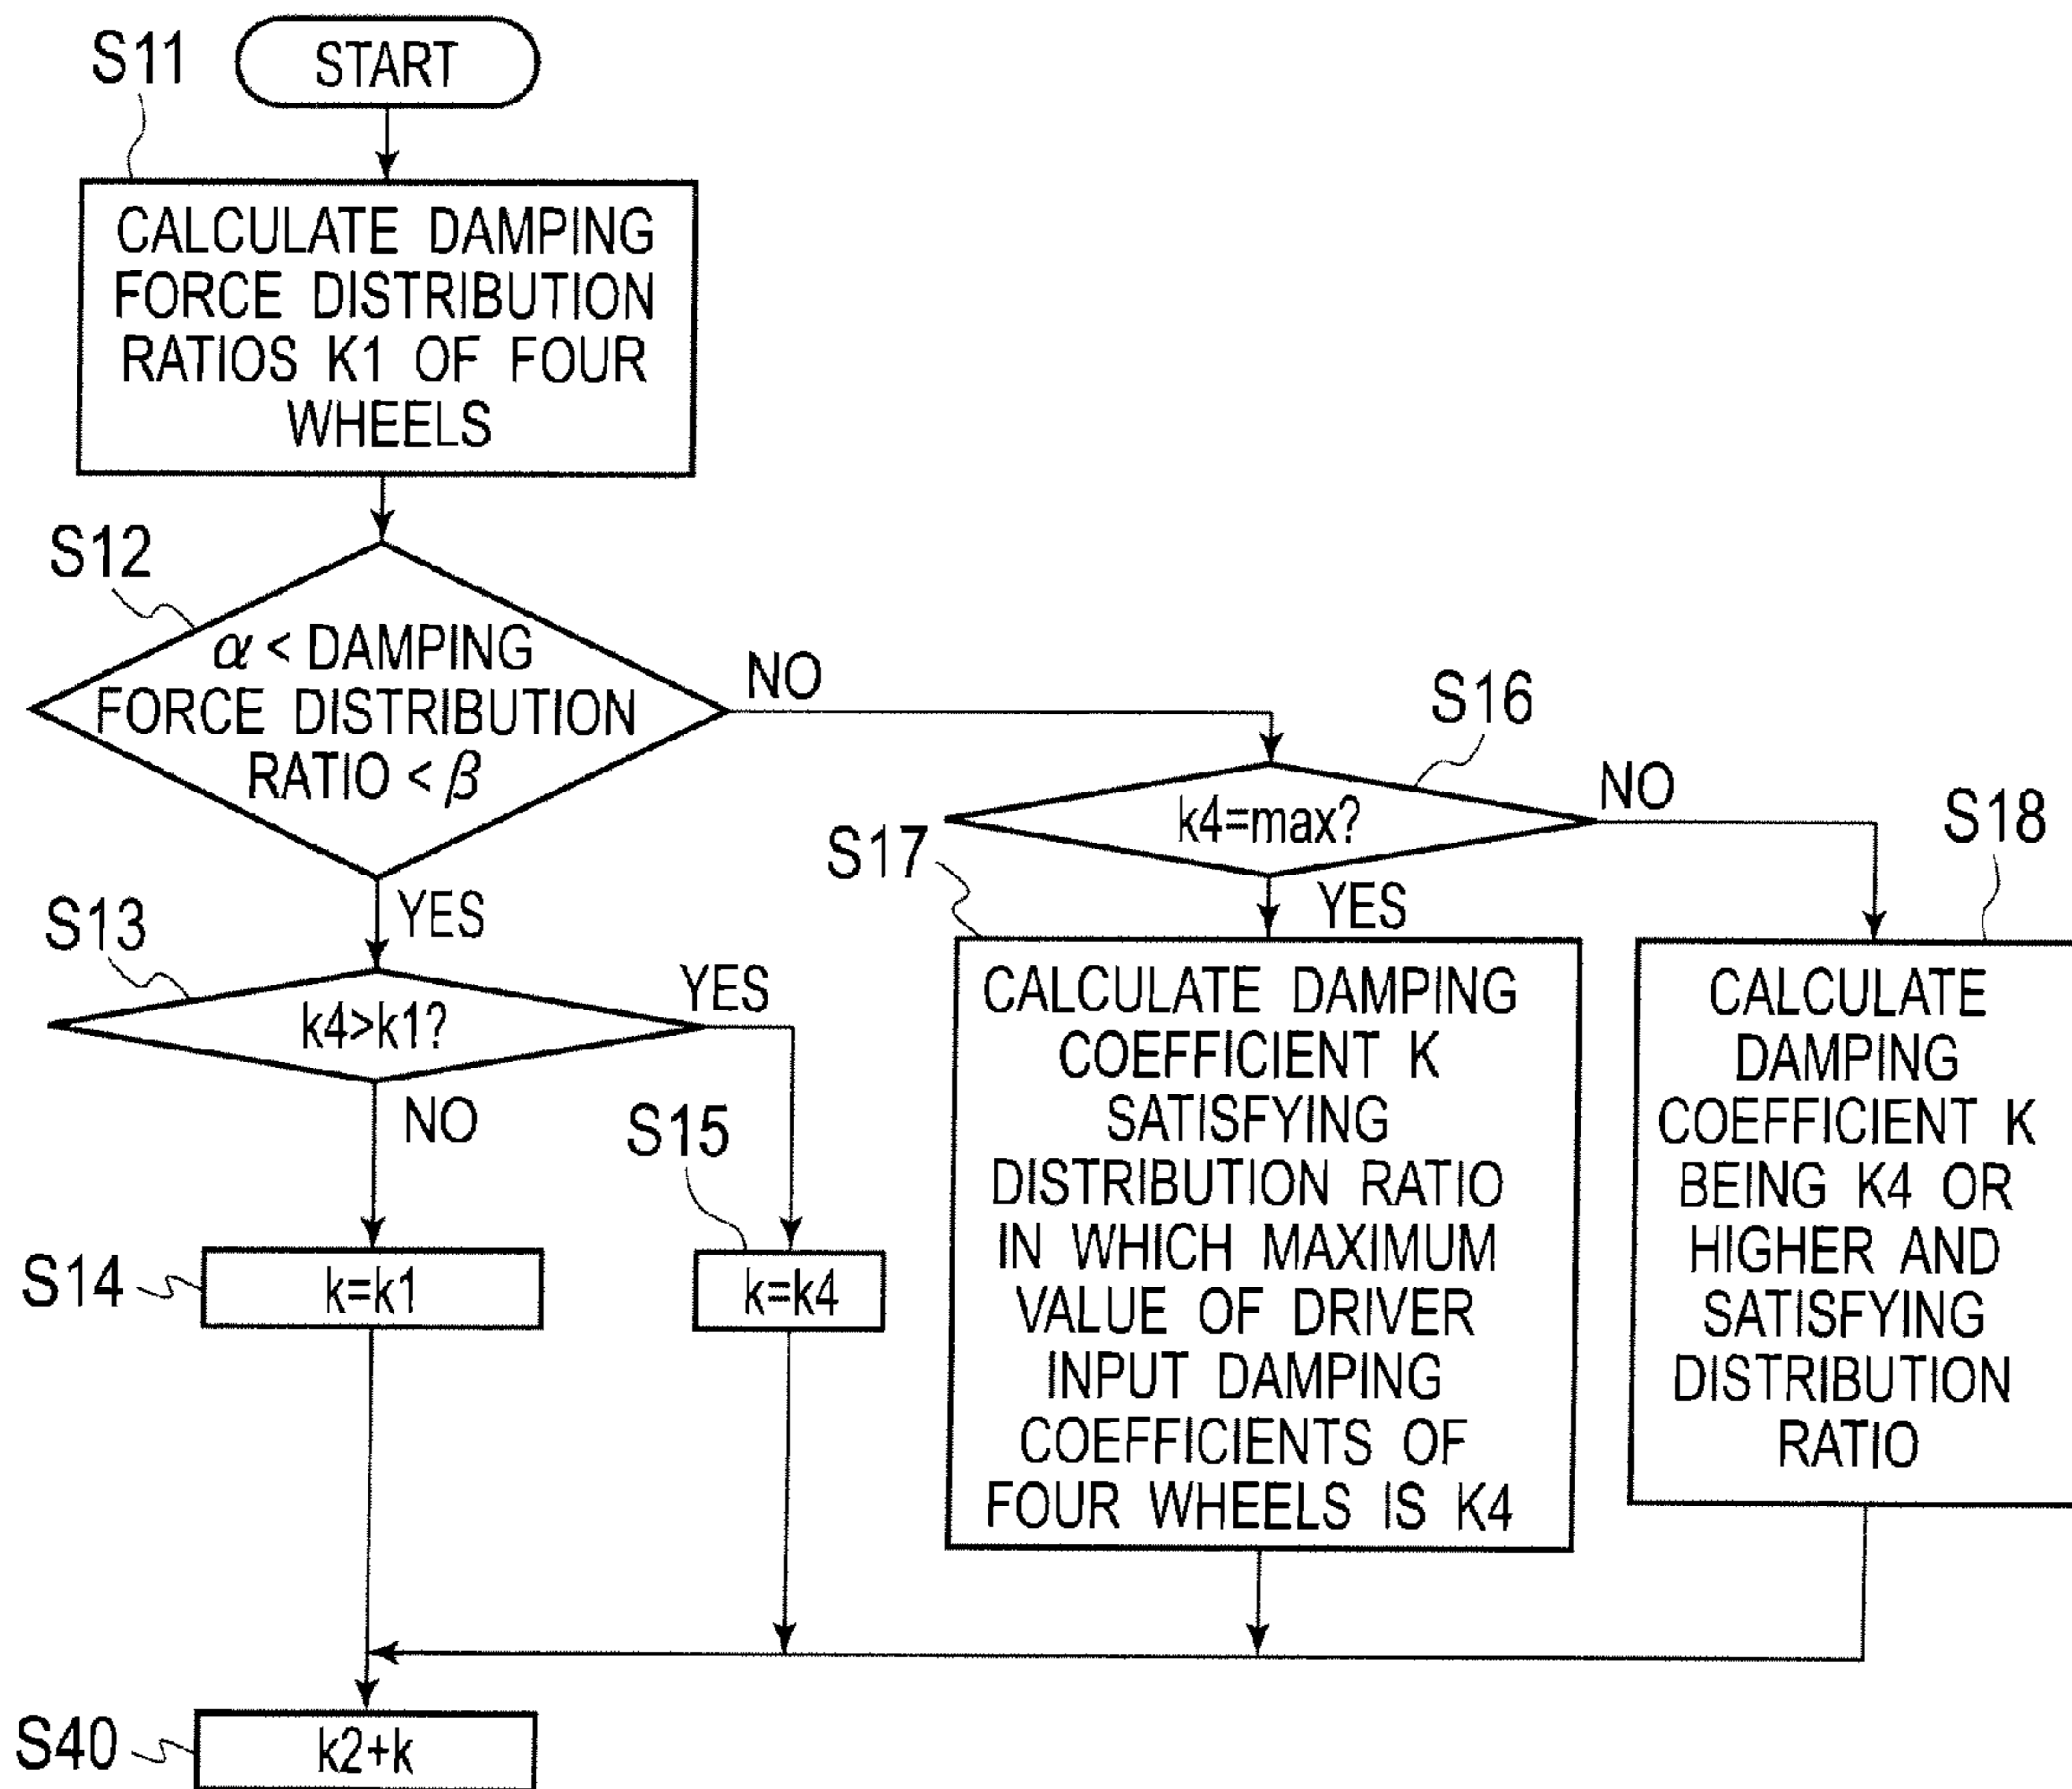 S11
START
CALCULATE DAMPING
FORCE DISTRIBUTION
RATIOS K1 OF FOUR
WHEELS
S12
α < DAMPING
FORCE DISTRIBUTION
RATIO < β
NO
YES
S13
k4>k1?
YES
NO
S14
k=k1
S15
k=k4
S16
k4=max?
NO
YES
S17
CALCULATE DAMPING
COEFFICIENT K
SATISFYING
DISTRIBUTION RATIO
IN WHICH MAXIMUM
VALUE OF DRIVER
INPUT DAMPING
COEFFICIENTS OF
FOUR WHEELS IS K4
S18
CALCULATE
DAMPING
COEFFICIENT K
BEING K4 OR
HIGHER AND
SATISFYING
DISTRIBUTION
RATIO
S40
k2+k